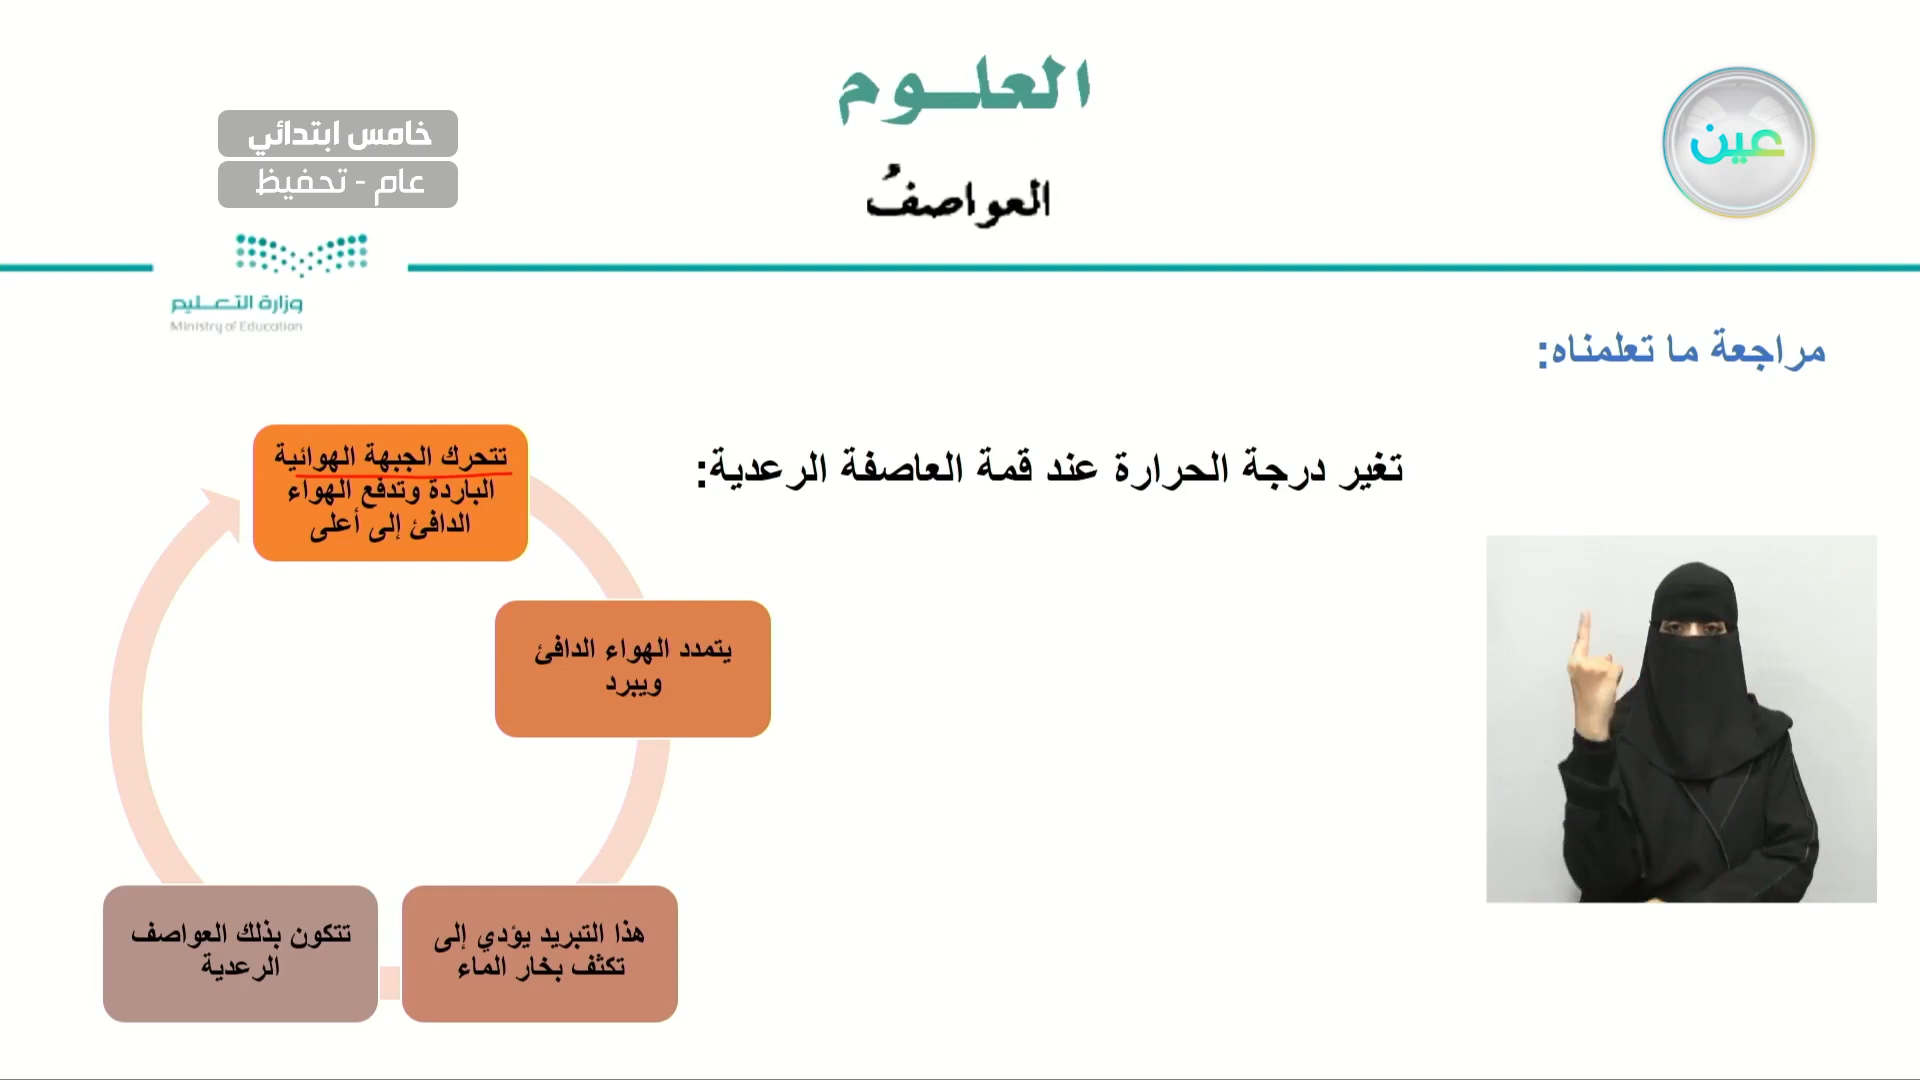 العلوم
العواصفُ
عين
خامس ابتدائي
عام - تحفيظ
وزارة التعليم
Ministry of Education
مراجعة ما تعلمناه:
تغير درجة الحرارة عند قمة العاصفة الرعدية:
تتحرك الجبهة الهوائية
الباردة وتدفع الهواء
الدافئ إلى أعلى
يتمدد الهواء الدافئ
ويبرد
هذا التبريد يؤدي إلى
تكثف بخار الماء
تتكون بذلك العواصف
الرعدية